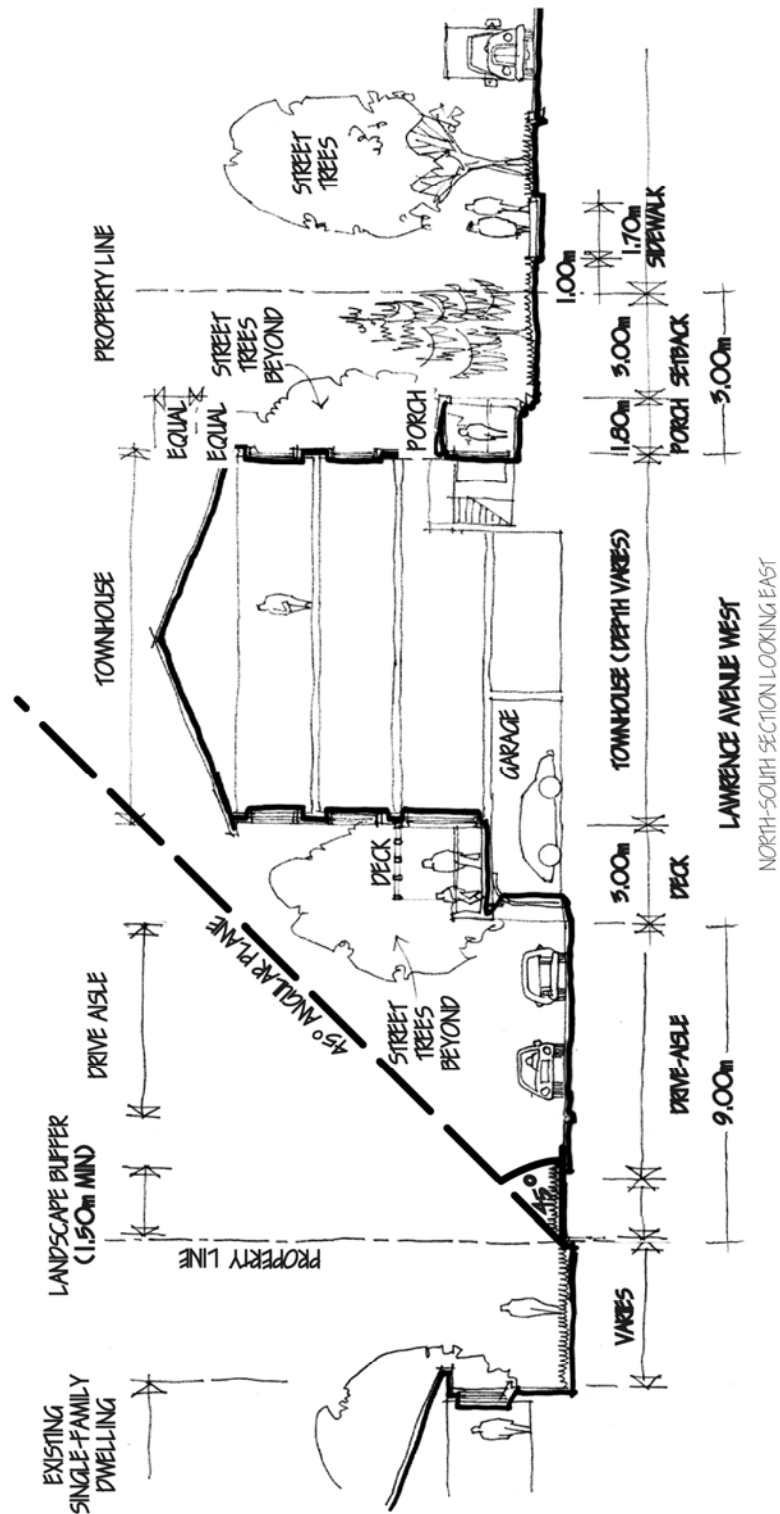 EXISTING
SINGLE-FAMILY
DWELLING
LANDSCAPE BUFFER
(1.50m MIN)
DRIVE AISLE
TOWNHOUSE
PROPERTY LINE
EQUAL
EQUAL
PROPERTY LINE
45° ANGULAR PLANE
STREET
TREES
BEYOND
STREET
TREES
STREET
TREES
BEYOND
DECK
PORCH
GARAGE
45°
VARIES
DRIVE-AISLE
9.00m
3.00m
DECK
TOWNHOUSE (DEPTH VARIES)
1.80m
PORCH
3.00m
SETBACK
3.00m
1.00m
1.70m
SIDEWALK
LAWRENCE AVENUE WEST
NORTH-SOUTH SECTION LOOKING EAST